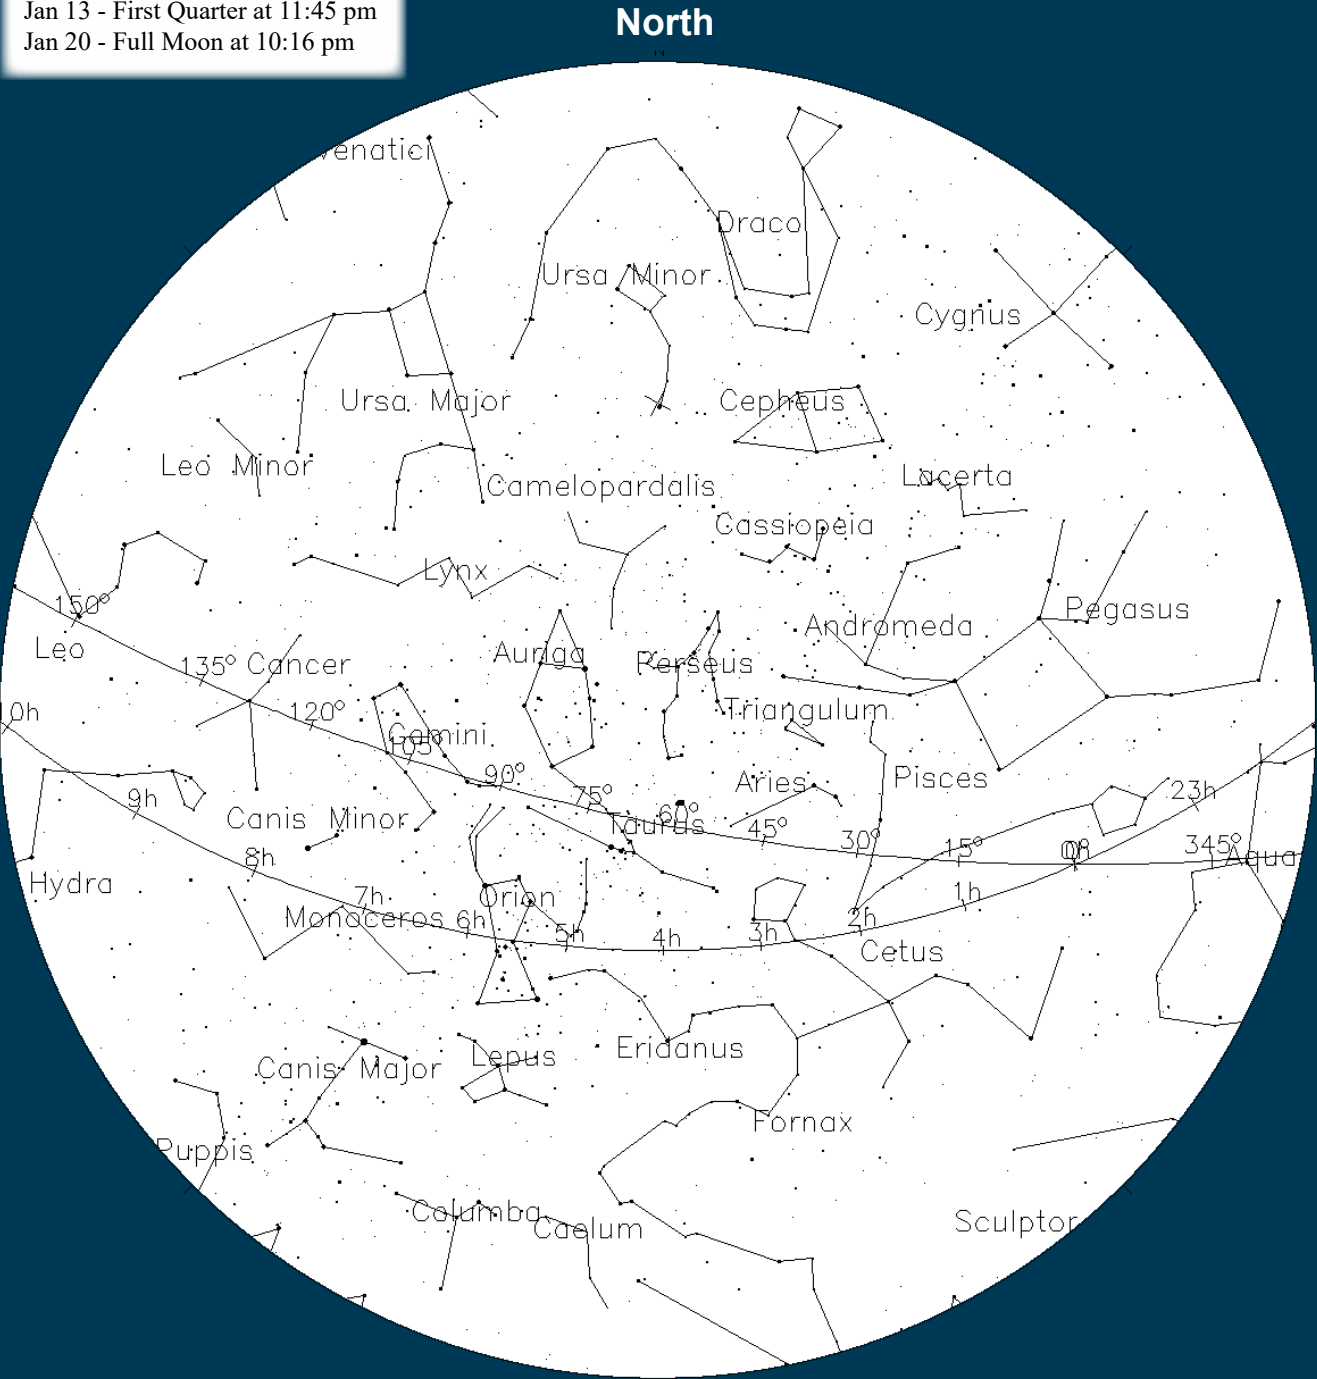 Jan 13 - First Quarter at 11:45 pm
Jan 20 - Full Moon at 10:16 pm
North
N
venatici
Draco
Ursa Minor
Cygnus
Ursa Major
Cepheus
Leo Minor
Camelopardalis
Lacerta
Cassiopeia
Lynx
150°
Pegasus
Andromeda
Leo
135° Cancer
Auriga
Perseus
120°
Triangulum
10h
Gemini
105°
90°
Aries
Pisces
75°
23h
9h
60°
Canis Minor
Taurus
45°
30°
15°
0°
0h
345°
Aqua
8h
Hydra
7h
Orion
1h
Monoceros
6h
5h
4h
3h
2h
Cetus
Eridanus
Canis Major
Lepus
Fornax
Puppis
Columba
Caelum
Sculptor